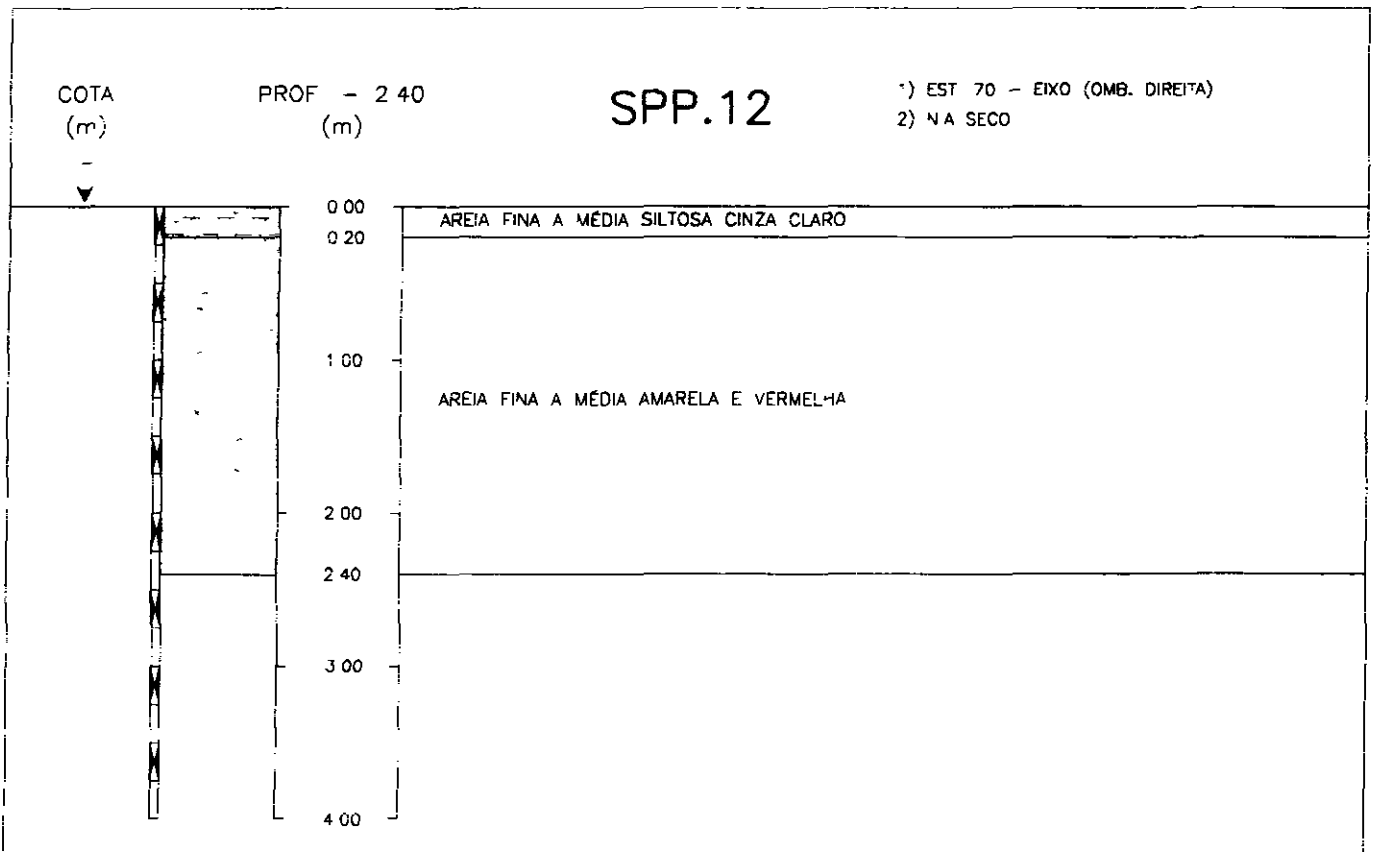 COTA
(m)
-
PROF - 2 40
(m)
SPP.12
1) EST 70 - EIXO (OMB. DIREITA)
2) N A SECO
0 00
AREIA FINA A MÉDIA SILTOSA CINZA CLARO
0 20
1 00
AREIA FINA A MÉDIA AMARELA E VERMELHA
2 00
2 40
3 00
4 00